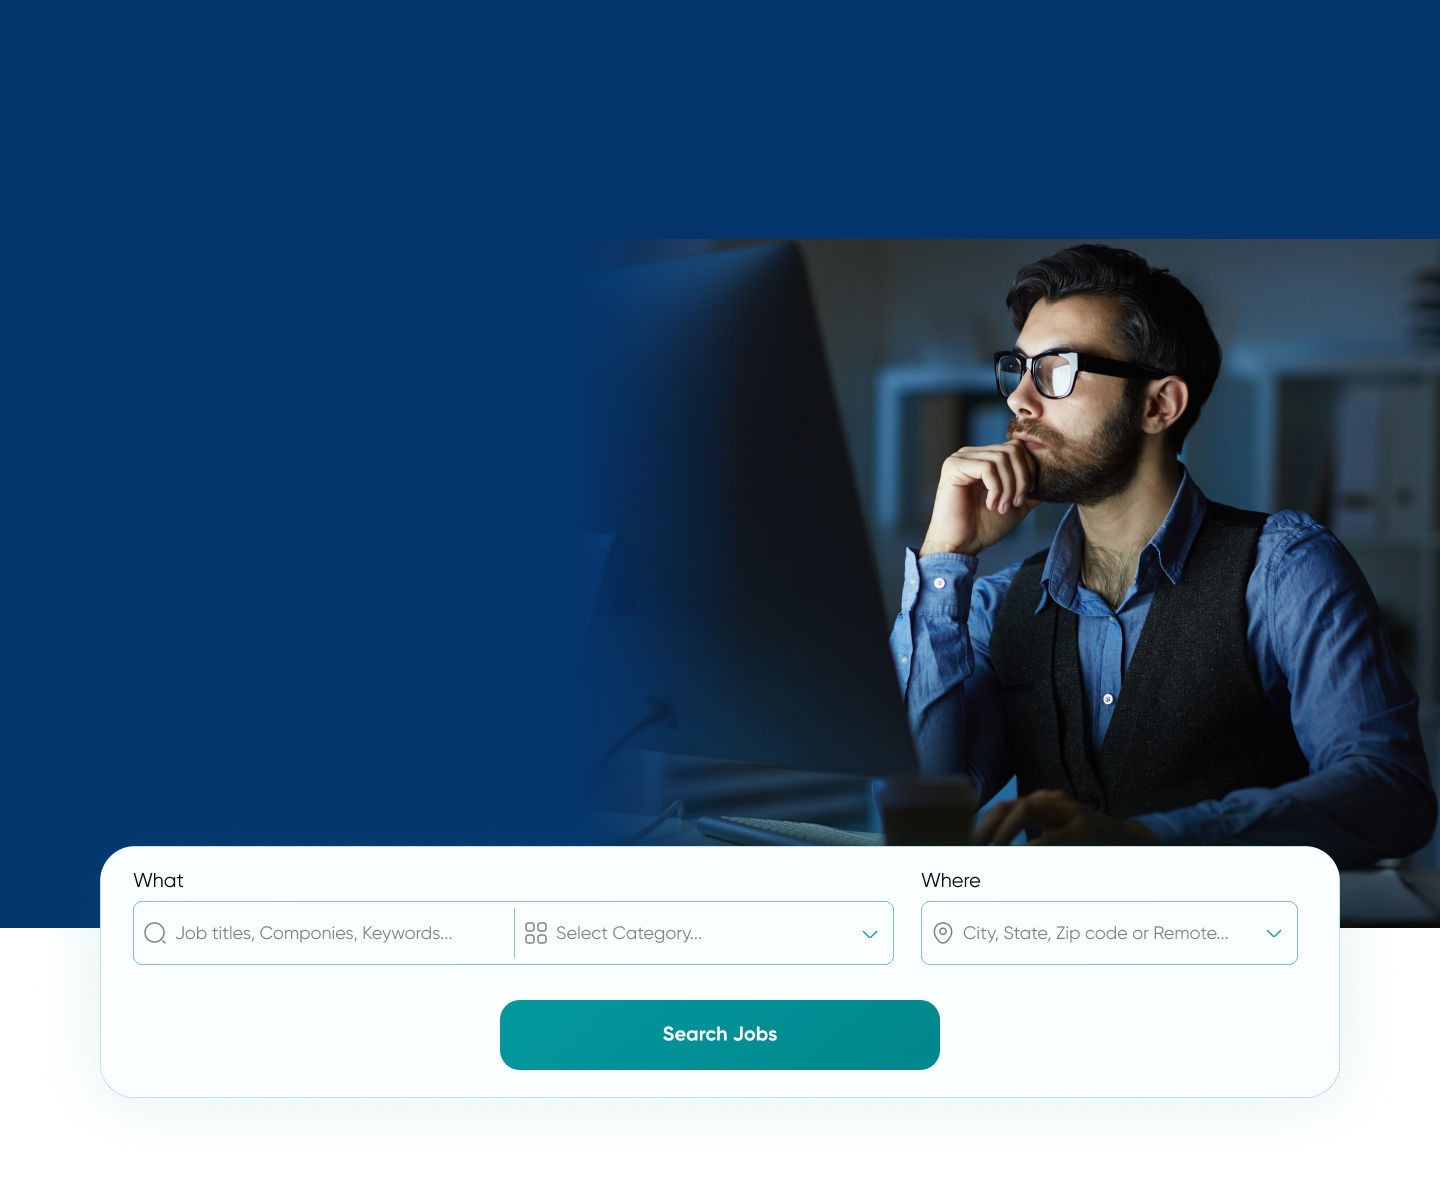 What
Where
Job titles, Componies, Keywords...
Select Category...
City, State, Zip code or Remote...
Search Jobs